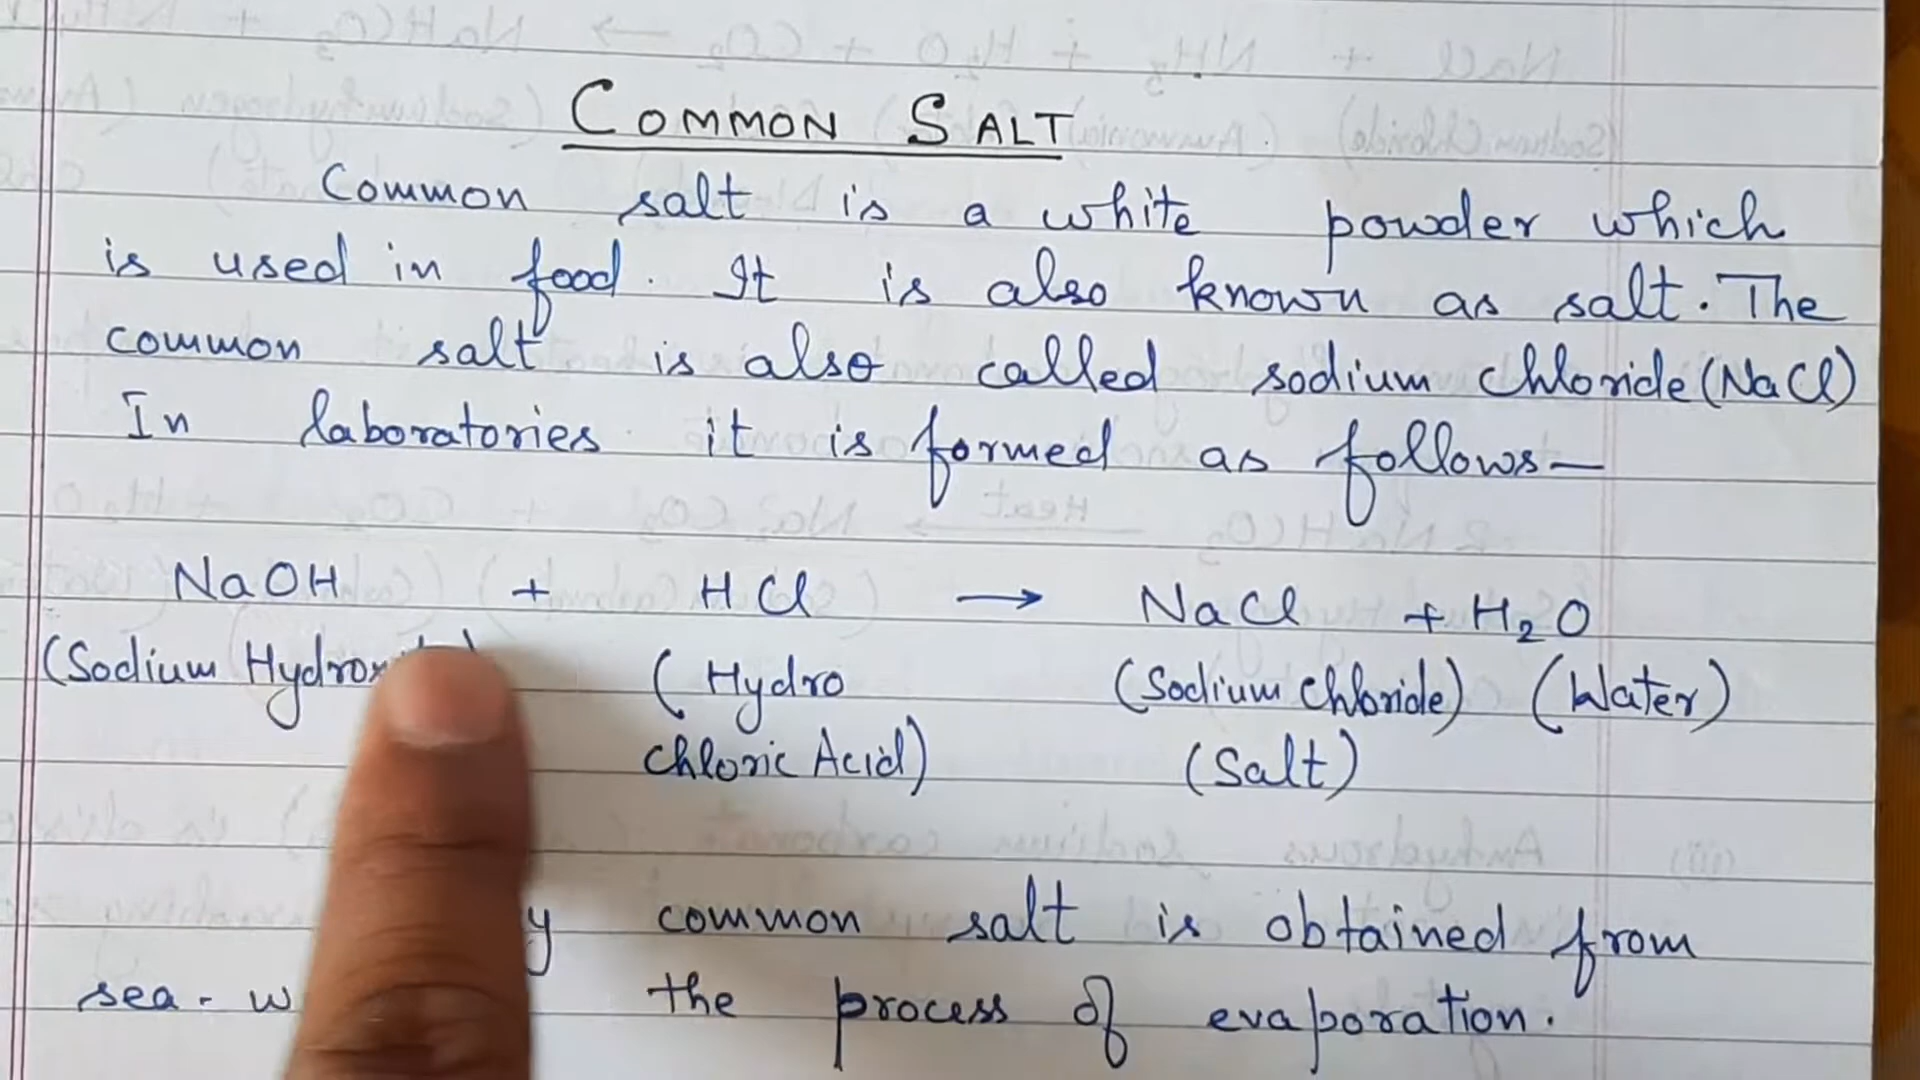 COMMON SALT
Common salt is a white powder which
is used in food. It is also known as salt. The
common salt is also called sodium chloride (NaCl)
In laboratories it is formed as follows—
NaOH + HCl → NaCl + H₂O
(Sodium (Hydro (Sodium Chloride) (Water)
chloric Acid) (Salt)
common salt is obtained from
sea- the process of evaporation.